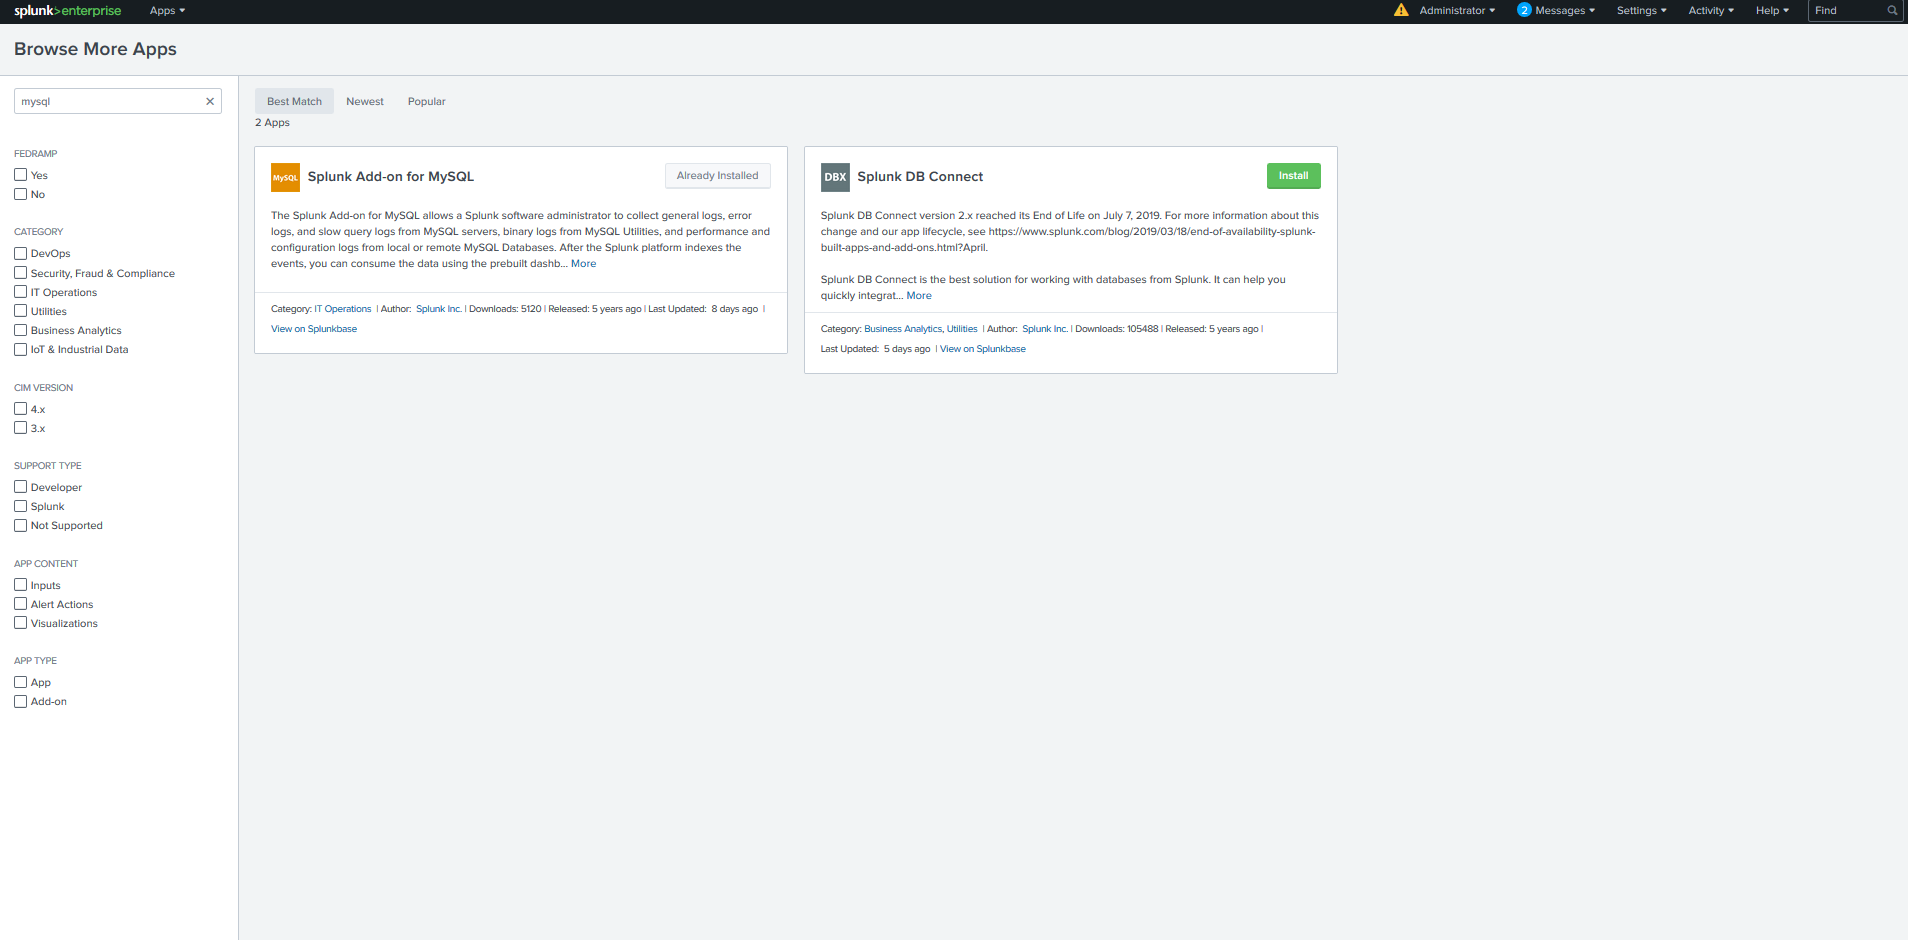 splunk>enterprise Apps Administrator 2 Messages Settings Activity Help Find
Browse More Apps
mysql
FEDRAMP
Yes
No
CATEGORY
DevOps
Security, Fraud & Compliance
IT Operations
Utilities
Business Analytics
IoT & Industrial Data
CIM VERSION
4.x
3.x
SUPPORT TYPE
Developer
Splunk
Not Supported
APP CONTENT
Inputs
Alert Actions
Visualizations
APP TYPE
App
Add-on
Best Match Newest Popular
2 Apps
MySQL Splunk Add-on for MySQL Already Installed
The Splunk Add-on for MySQL allows a Splunk software administrator to collect general logs, error
logs, and slow query logs from MySQL servers, binary logs from MySQL Utilities, and performance and
configuration logs from local or remote MySQL Databases. After the Splunk platform indexes the
events, you can consume the data using the prebuilt dashb... More
Category: IT Operations | Author: Splunk Inc. | Downloads: 5120 | Released: 5 years ago | Last Updated: 8 days ago |
View on Splunkbase
DBX Splunk DB Connect Install
Splunk DB Connect version 2.x reached its End of Life on July 7, 2019. For more information about this
change and our app lifecycle, see https://www.splunk.com/blog/2019/03/18/end-of-availability-splunk-
built-apps-and-add-ons.html?April.
Splunk DB Connect is the best solution for working with databases from Splunk. It can help you
quickly integrat... More
Category: Business Analytics, Utilities | Author: Splunk Inc. | Downloads: 105488 | Released: 5 years ago |
Last Updated: 5 days ago | View on Splunkbase